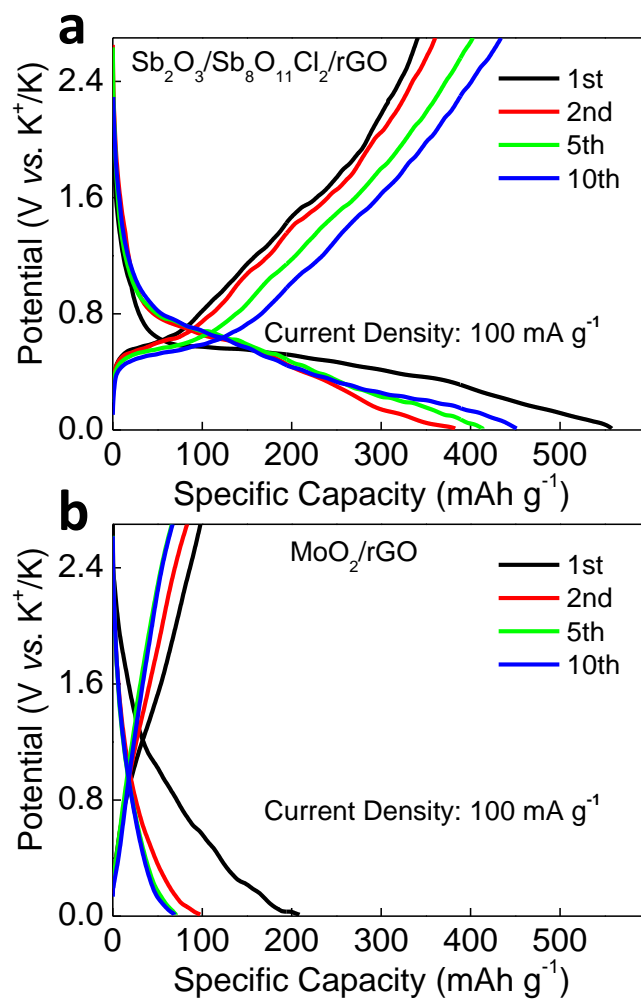 a
Sb₂O₃/Sb₈O₁₁Cl₂/rGO
1st
2nd
5th
10th
Current Density: 100 mA g⁻¹
Potential (V vs. K⁺/K)
2.4
1.6
0.8
0.0
0 100 200 300 400 500
Specific Capacity (mAh g⁻¹)
b
MoO₂/rGO
1st
2nd
5th
10th
Current Density: 100 mA g⁻¹
Potential (V vs. K⁺/K)
2.4
1.6
0.8
0.0
0 100 200 300 400 500
Specific Capacity (mAh g⁻¹)